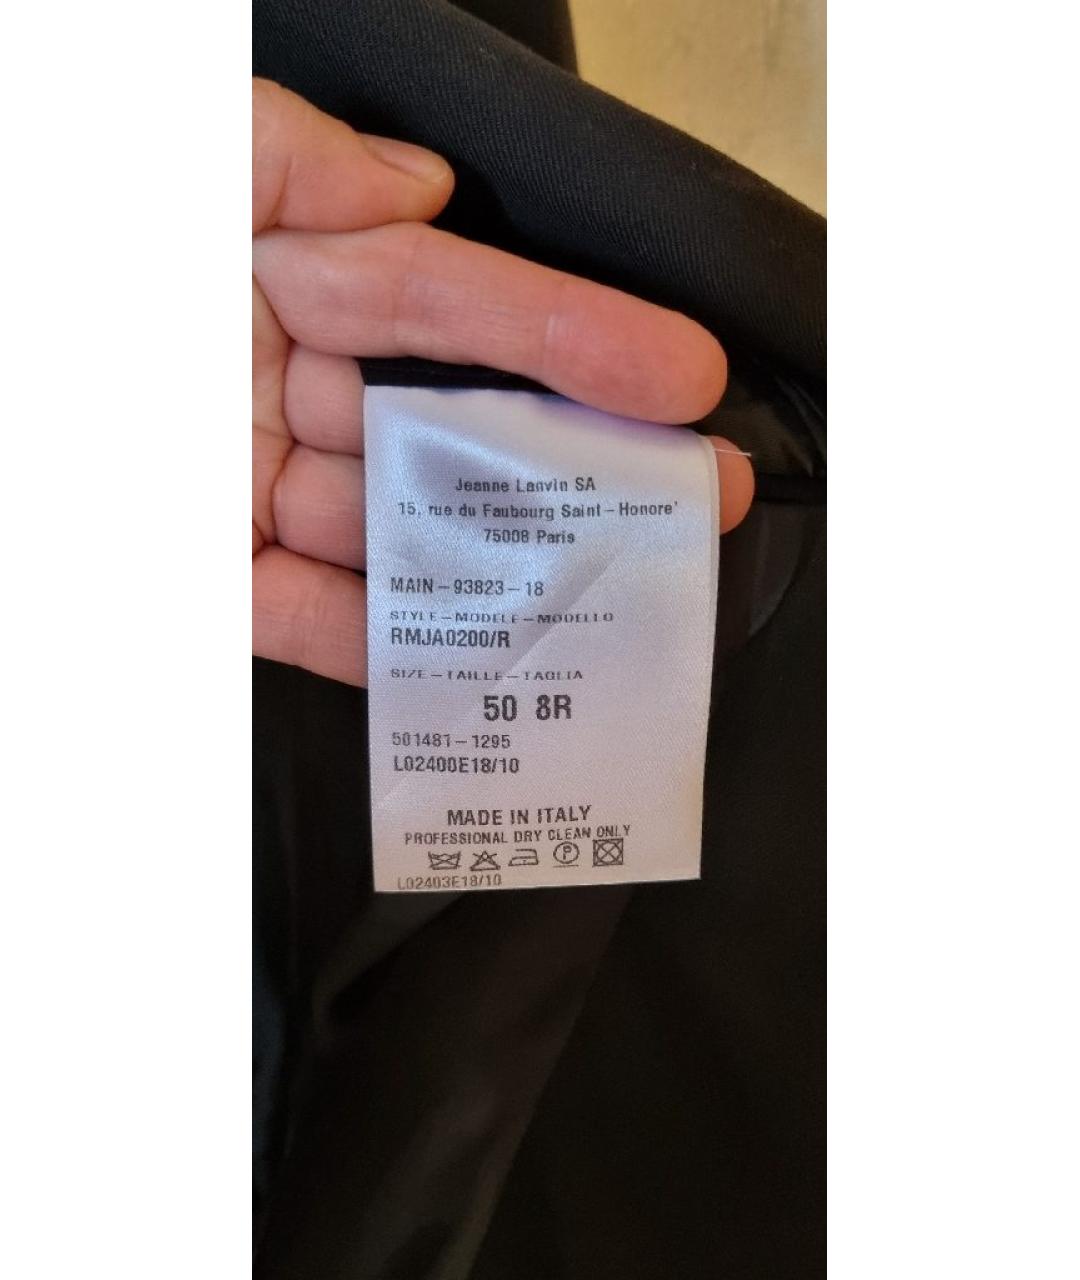 Jeanne Lanvin SA
15, rue du Faubourg Saint-Honore'
75008 Paris
MAIN-93823-18
STYLE-MODELE-MODELLO
RMJA0200/R
SIZE-TAILLE-TAGLIA
50 8R
501481-1295
L02400E18/10
MADE IN ITALY
PROFESSIONAL DRY CLEAN ONLY
P
L02403E18/10